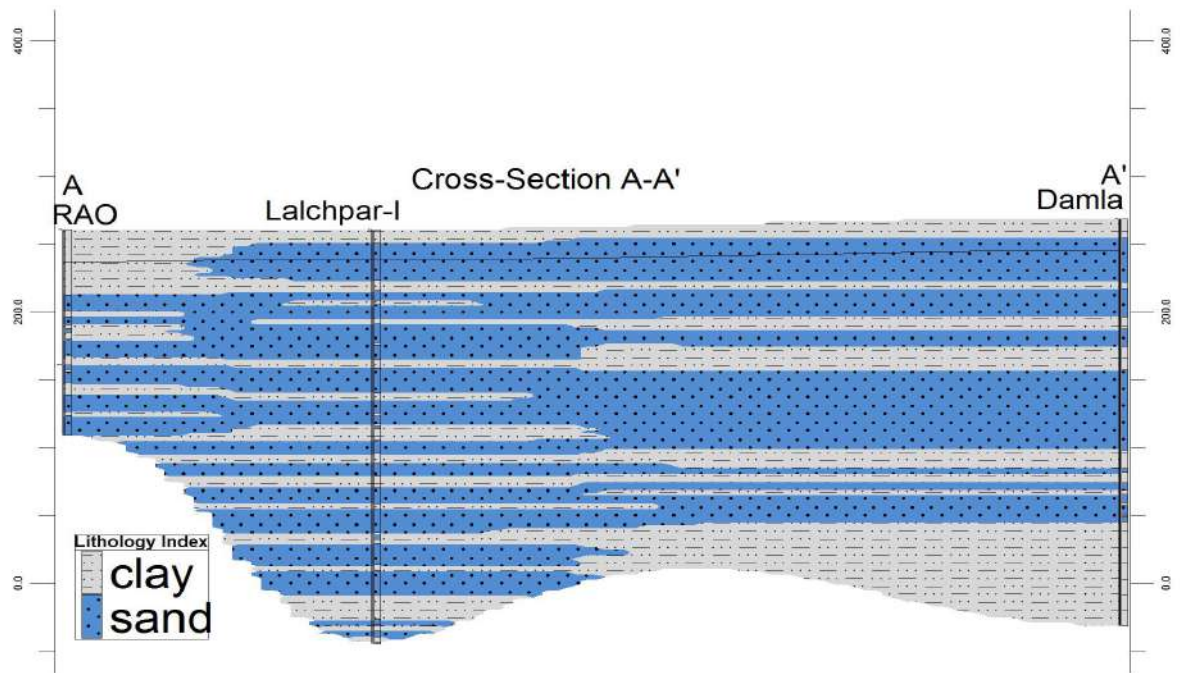 400.0
400.0
Cross-Section A-A'
A
RAO
Lalchpar-I
A'
Damla
200.0
200.0
0.0
0.0
Lithology Index
clay
sand